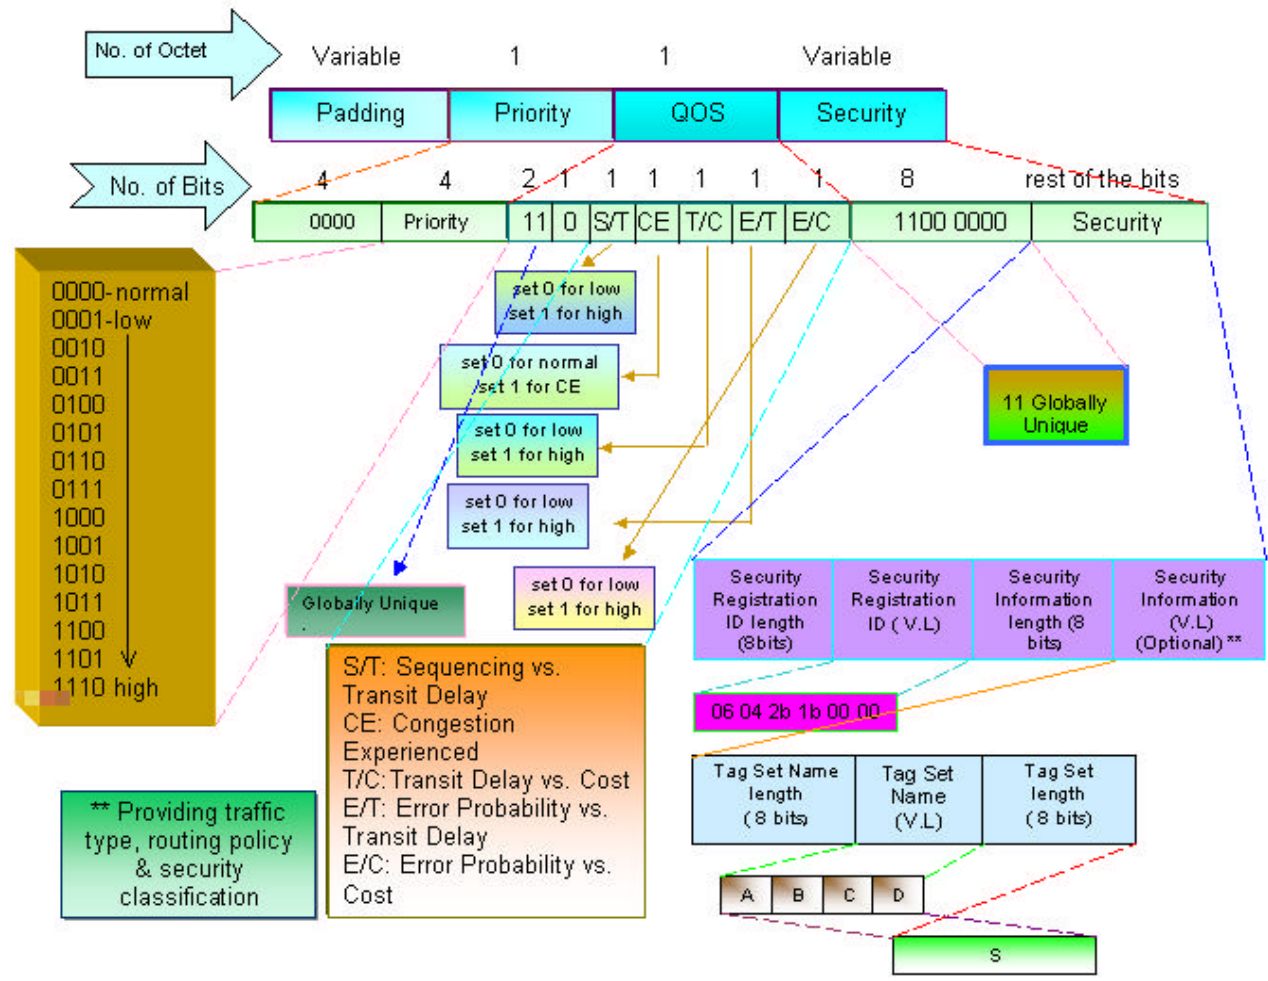 No. of Octet
Variable 1 1 Variable
Padding Priority QOS Security
No. of Bits
4 4 2 1 1 1 1 1 1 8 rest of the bits
0000 Priority 11 0 S/T CE T/C E/T E/C 1100 0000 Security
0000-normal
0001-low
0010
0011
0100
0101
0110
0111
1000
1001
1010
1011
1100
1101
1110 high
set 0 for low
set 1 for high
set 0 for normal
set 1 for CE
set 0 for low
set 1 for high
set 0 for low
set 1 for high
set 0 for low
set 1 for high
11 Globally
Unique
Globally Unique
.
S/T: Sequencing vs.
Transit Delay
CE: Congestion
Experienced
T/C: Transit Delay vs. Cost
E/T: Error Probability vs.
Transit Delay
E/C: Error Probability vs.
Cost
** Providing traffic
type, routing policy
& security
classification
Security
Registration
ID length
(8bits)
Security
Registration
ID ( V.L)
Security
Information
length (8
bits)
Security
Information
(V.L)
(Optional) **
06 04 2b 1b 00 00
Tag Set Name
length
( 8 bits)
Tag Set
Name
(V.L)
Tag Set
length
( 8 bits)
A B C D
S